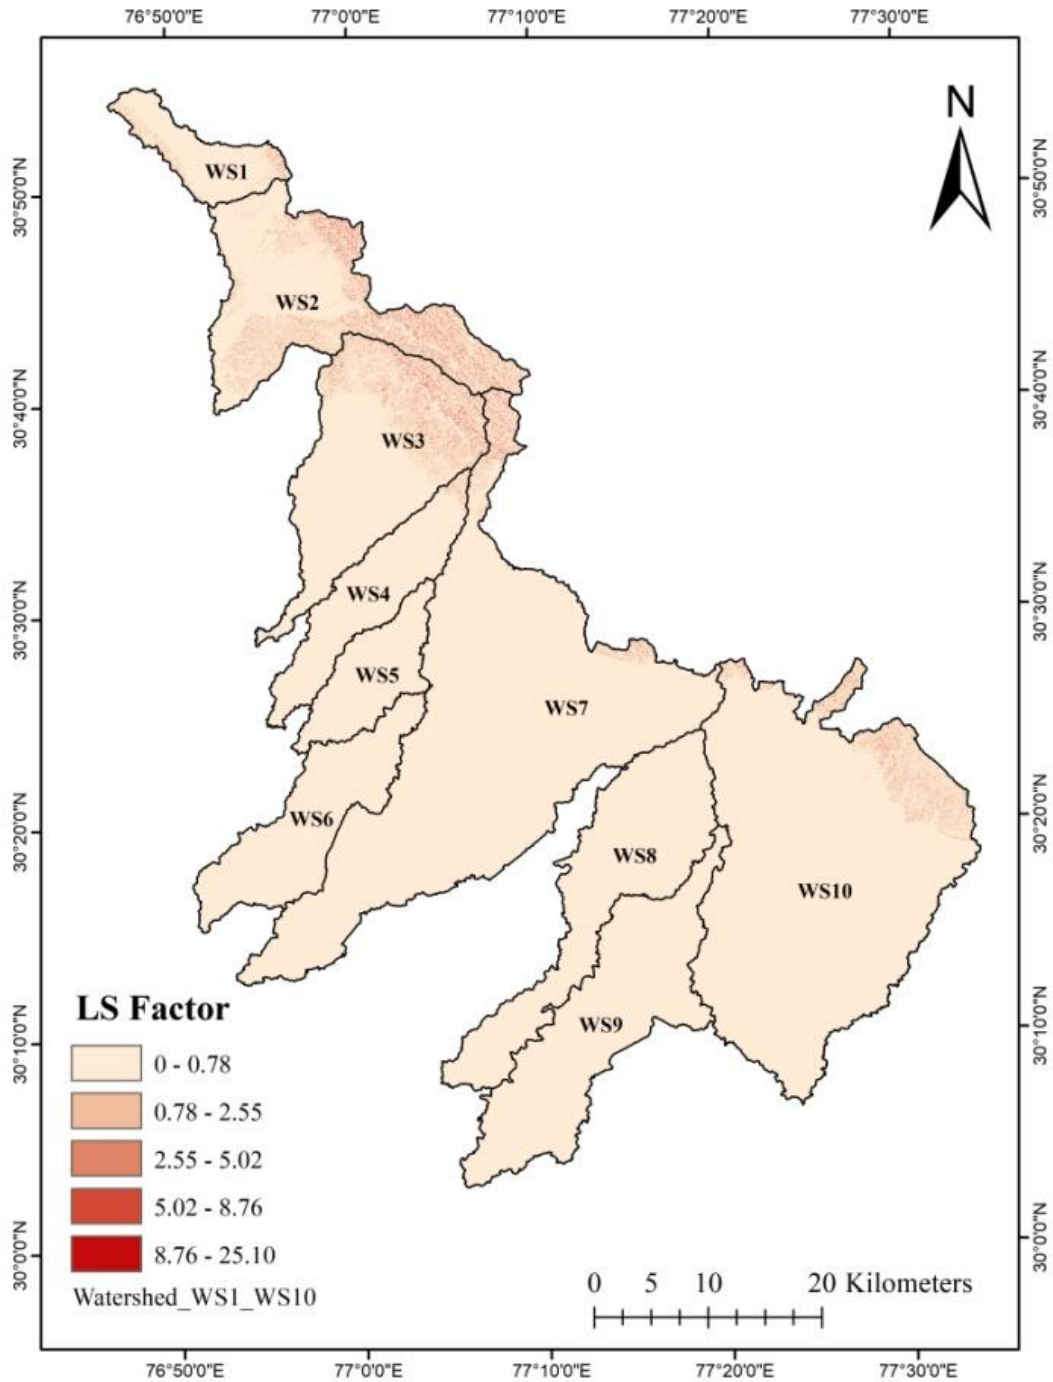 76°50'0"E 77°0'0"E 77°10'0"E 77°20'0"E 77°30'0"E
N
30°50'0"N
30°50'0"N
WS1
WS2
30°40'0"N
30°40'0"N
WS3
30°30'0"N
30°30'0"N
WS4
WS5
WS7
30°20'0"N
30°20'0"N
WS6
WS8
WS10
LS Factor
30°10'0"N
30°10'0"N
WS9
0 - 0.78
0.78 - 2.55
2.55 - 5.02
5.02 - 8.76
8.76 - 25.10
30°0'0"N
30°0'0"N
Watershed_WS1_WS10
0 5 10 20 Kilometers
76°50'0"E 77°0'0"E 77°10'0"E 77°20'0"E 77°30'0"E